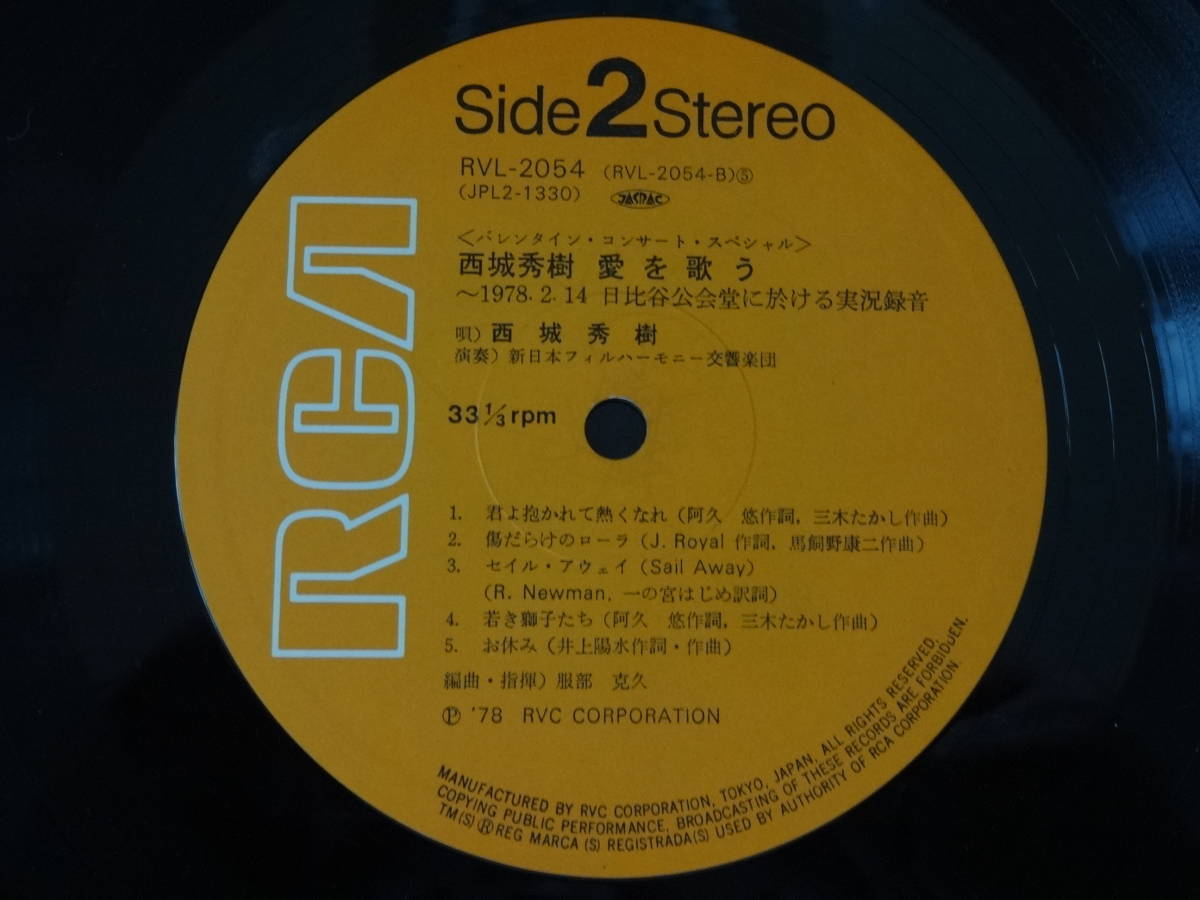 Side 2 Stereo
RVL-2054 (RVL-2054-B)⑤
(JPL2-1330) JASRAC
RCA
＜バレンタイン・コンサート・スペシャル＞
西城秀樹 愛を歌う
～1978.2.14 日比谷公会堂に於ける実況録音
唄）西城秀樹
演奏）新日本フィルハーモニー交響楽団
33 1/3 rpm
1. 君よ抱かれて熱くなれ（阿久 悠作詞，三木たかし作曲）
2. 傷だらけのローラ（J. Royal 作詞，馬飼野康二作曲）
3. セイル・アウェイ（Sail Away）
（R. Newman, 一の宮はじめ訳詞）
4. 若き獅子たち（阿久 悠作詞，三木たかし作曲）
5. お休み（井上陽水作詞・作曲）
編曲・指揮）服部 克久
Ⓟ '78 RVC CORPORATION
MANUFACTURED BY RVC CORPORATION, TOKYO, JAPAN, ALL RIGHTS RESERVED.
COPYING PUBLIC PERFORMANCE, BROADCASTING OF THESE RECORDS ARE FORBIDDEN.
TM(S) ® REG MARCA (S) REGISTRADA(S) USED BY AUTHORITY OF RCA CORPORATION.